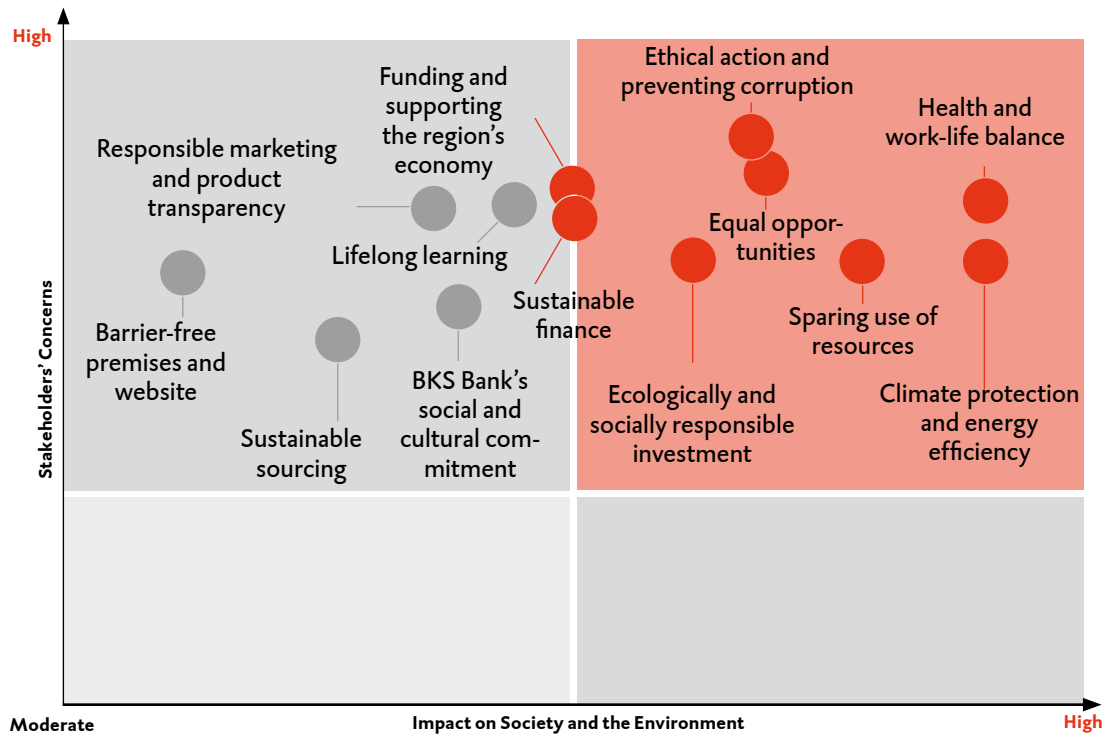 High
Stakeholders' Concerns
Funding and
supporting
the region's
economy
Responsible marketing
and product
transparency
Lifelong learning
Barrier-free
premises and
website
Sustainable
sourcing
BKS Bank's
social and
cultural com-
mitment
Sustainable
finance
Ethical action and
preventing corruption
Health and
work-life balance
Equal oppor-
tunities
Sparing use of
resources
Ecologically and
socially responsible
investment
Climate protection
and energy
efficiency
Moderate
Impact on Society and the Environment
High